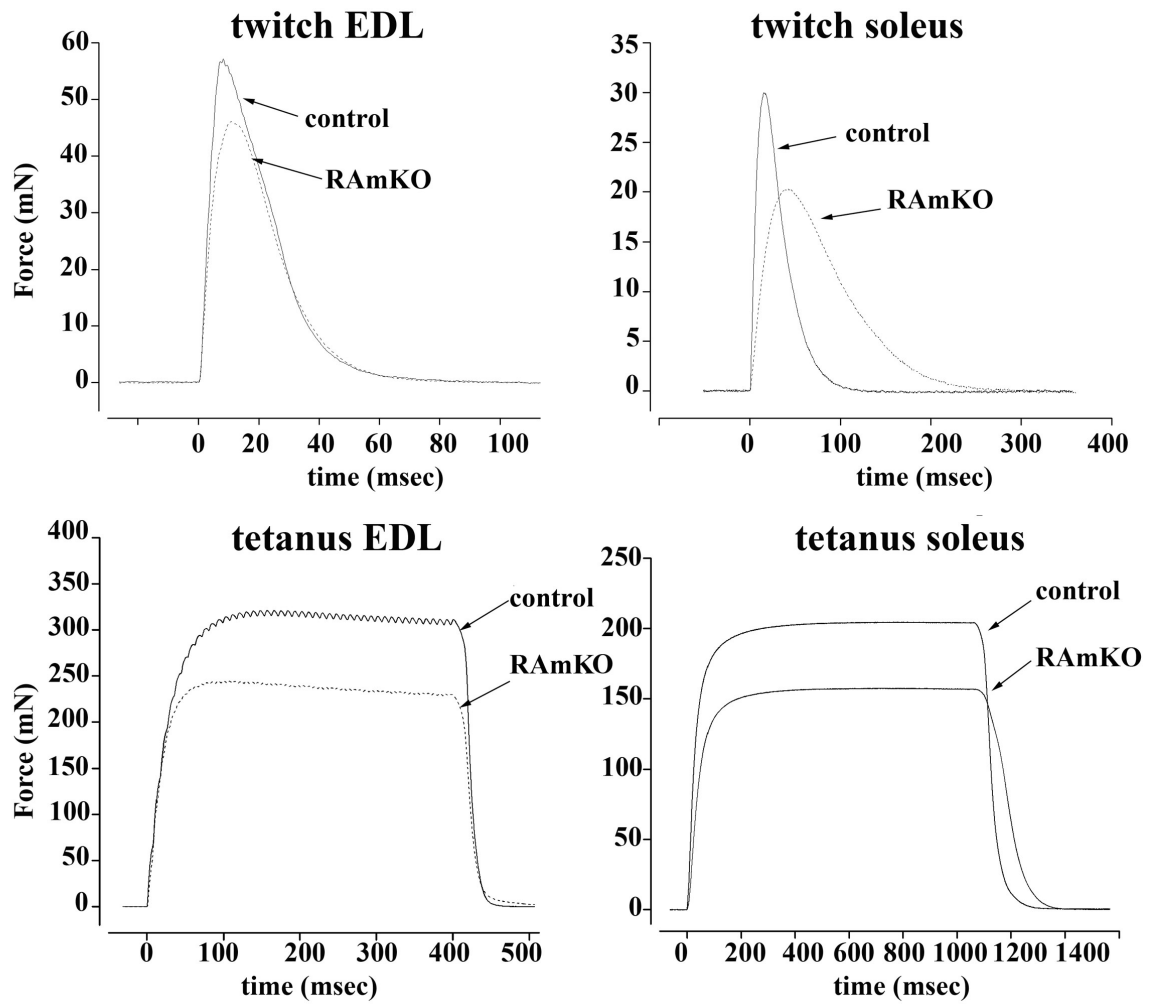 twitch EDL
60
50
40
30
20
10
0
Force (mN)
control
RAmKO
0 20 40 60 80 100
time (msec)
twitch soleus
35
30
25
20
15
10
5
0
control
RAmKO
0 100 200 300 400
time (msec)
tetanus EDL
400
350
300
250
200
150
100
50
0
Force (mN)
control
RAmKO
0 100 200 300 400 500
time (msec)
tetanus soleus
250
200
150
100
50
0
control
RAmKO
0 200 400 600 800 1000 1200 1400
time (msec)